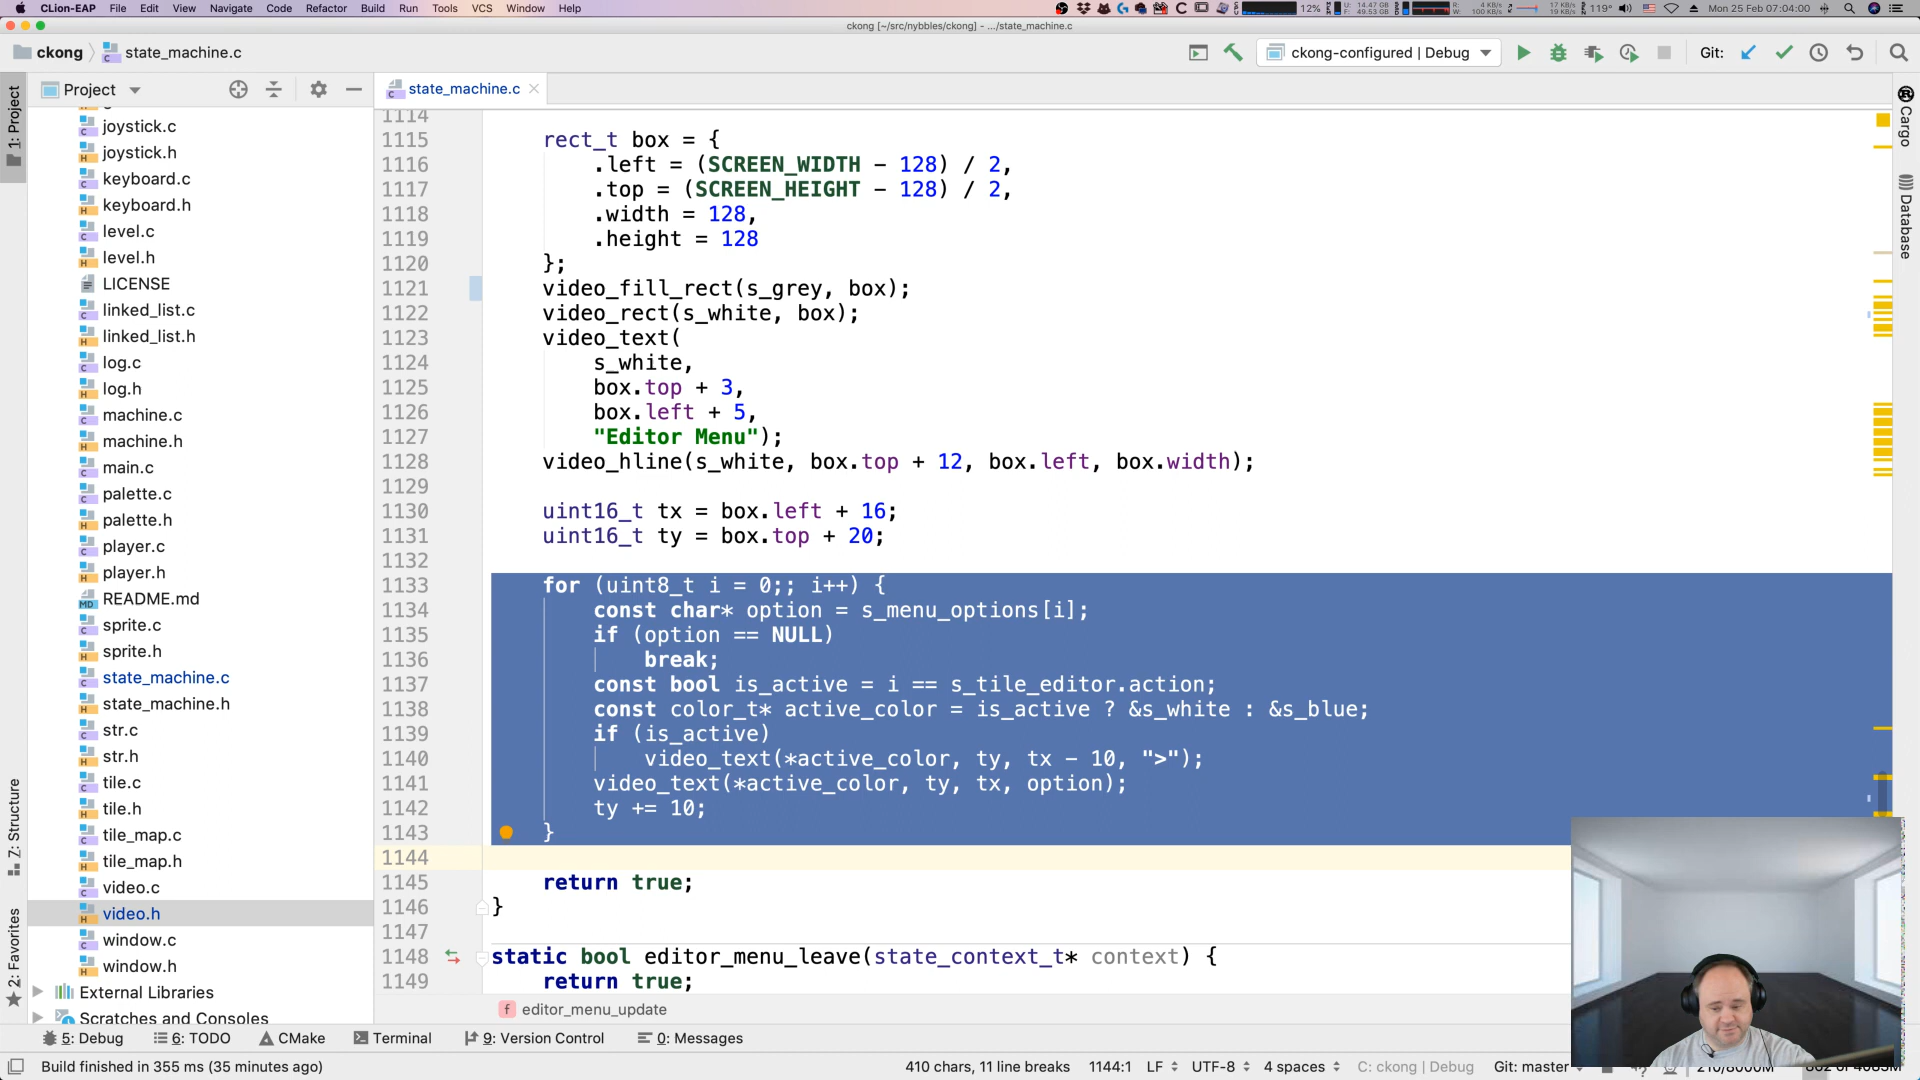 CLion-EAP File Edit View Navigate Code Refactor Build Run Tools VCS Window Help 12% 119° Mon 25 Feb 07:04:00
ckong [~/src/nybbles/ckong] - .../state_machine.c
ckong state_machine.c ckong-configured | Debug Git:
1: Project
Project
state_machine.c
Cargo
Database
joystick.c
joystick.h
keyboard.c
keyboard.h
level.c
level.h
LICENSE
linked_list.c
linked_list.h
log.c
log.h
machine.c
machine.h
main.c
palette.c
palette.h
player.c
player.h
README.md
sprite.c
sprite.h
state_machine.c
state_machine.h
str.c
str.h
tile.c
tile.h
tile_map.c
tile_map.h
video.c
video.h
window.c
window.h
External Libraries
Scratches and Consoles
Z: Structure
2: Favorites
1114
1115 rect_t box = {
1116 .left = (SCREEN_WIDTH - 128) / 2,
1117 .top = (SCREEN_HEIGHT - 128) / 2,
1118 .width = 128,
1119 .height = 128
1120 };
1121 video_fill_rect(s_grey, box);
1122 video_rect(s_white, box);
1123 video_text(
1124 s_white,
1125 box.top + 3,
1126 box.left + 5,
1127 "Editor Menu");
1128 video_hline(s_white, box.top + 12, box.left, box.width);
1129
1130 uint16_t tx = box.left + 16;
1131 uint16_t ty = box.top + 20;
1132
1133 for (uint8_t i = 0;; i++) {
1134 const char* option = s_menu_options[i];
1135 if (option == NULL)
1136 break;
1137 const bool is_active = i == s_tile_editor.action;
1138 const color_t* active_color = is_active ? &s_white : &s_blue;
1139 if (is_active)
1140 video_text(*active_color, ty, tx - 10, ">");
1141 video_text(*active_color, ty, tx, option);
1142 ty += 10;
1143 }
1144
1145 return true;
1146 }
1147
1148 static bool editor_menu_leave(state_context_t* context) {
1149 return true;
f editor_menu_update
5: Debug 6: TODO CMake Terminal 9: Version Control 0: Messages
Build finished in 355 ms (35 minutes ago) 410 chars, 11 line breaks 1144:1 LF UTF-8 4 spaces C: ckong | Debug Git: master